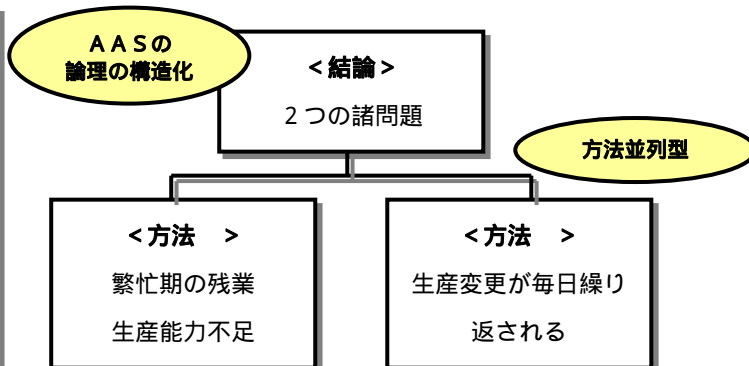 ＡＡＳの
論理の構造化
＜結論＞
２つの諸問題
方法並列型
＜方法　＞
繁忙期の残業
生産能力不足
＜方法　＞
生産変更が毎日繰り
返される